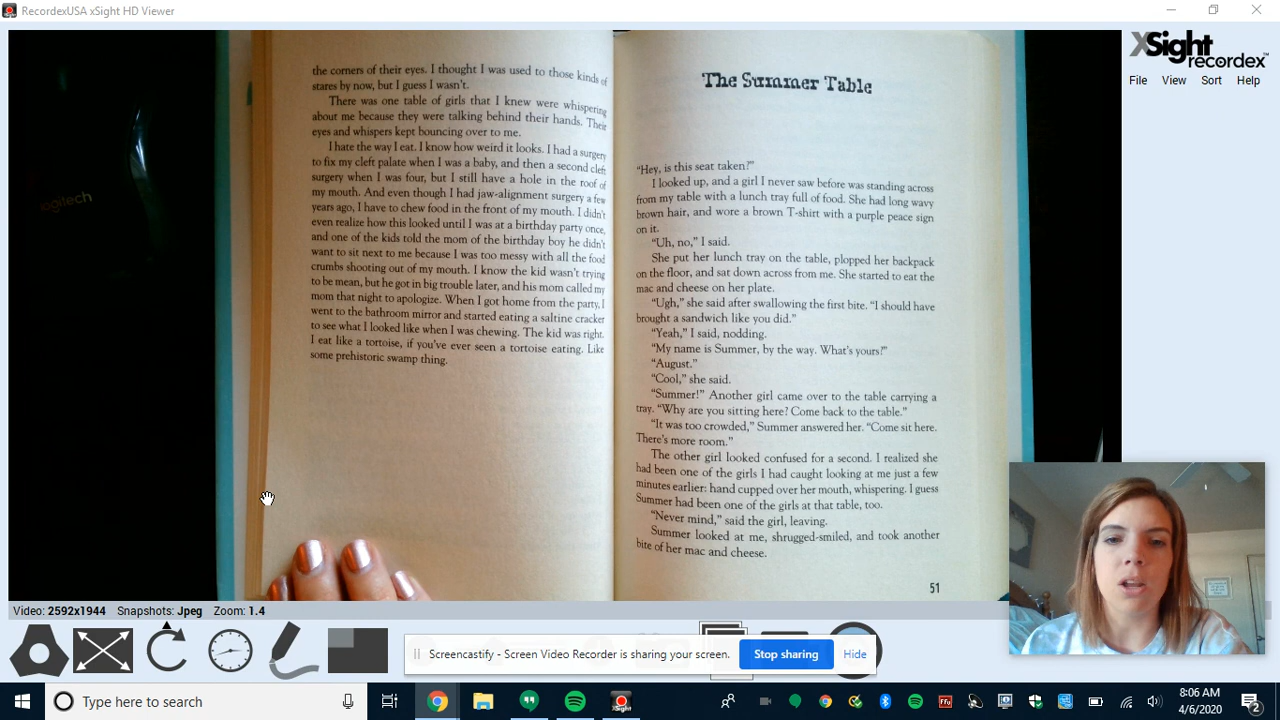 RecordexUSA xSight HD Viewer
XSight
recordex™
File View Sort Help
logitech
the corners of their eyes. I thought I was used to those kinds of
stares by now, but I guess I wasn't.
There was one table of girls that I knew were whispering
about me because they were talking behind their hands. Their
eyes and whispers kept bouncing over to me.
I hate the way I eat. I know how weird it looks. I had a surgery
to fix my cleft palate when I was a baby, and then a second cleft
surgery when I was four, but I still have a hole in the roof of
my mouth. And even though I had jaw-alignment surgery a few
years ago, I have to chew food in the front of my mouth. I didn't
even realize how this looked until I was at a birthday party once,
and one of the kids told the mom of the birthday boy he didn't
want to sit next to me because I was too messy with all the food
crumbs shooting out of my mouth. I know the kid wasn't trying
to be mean, but he got in big trouble later, and his mom called my
mom that night to apologize. When I got home from the party, I
went to the bathroom mirror and started eating a saltine cracker
to see what I looked like when I was chewing. The kid was right.
I eat like a tortoise, if you've ever seen a tortoise eating. Like
some prehistoric swamp thing.
The Summer Table
"Hey, is this seat taken?"
I looked up, and a girl I never saw before was standing across
from my table with a lunch tray full of food. She had long wavy
brown hair, and wore a brown T-shirt with a purple peace sign
on it.
"Uh, no," I said.
She put her lunch tray on the table, plopped her backpack
on the floor, and sat down across from me. She started to eat the
mac and cheese on her plate.
"Ugh," she said after swallowing the first bite. "I should have
brought a sandwich like you did."
"Yeah," I said, nodding.
"My name is Summer, by the way. What's yours?"
"August."
"Cool," she said.
"Summer!" Another girl came over to the table carrying a
tray. "Why are you sitting here? Come back to the table."
"It was too crowded," Summer answered her. "Come sit here.
There's more room."
The other girl looked confused for a second. I realized she
had been one of the girls I had caught looking at me just a few
minutes earlier: hand cupped over her mouth, whispering. I guess
Summer had been one of the girls at that table, too.
"Never mind," said the girl, leaving.
Summer looked at me, shrugged-smiled, and took another
bite of her mac and cheese.
51
Video: 2592x1944 Snapshots: Jpeg Zoom: 1.4
Screencastify - Screen Video Recorder is sharing your screen. Stop sharing Hide
Type here to search
8:06 AM
4/6/2020
2